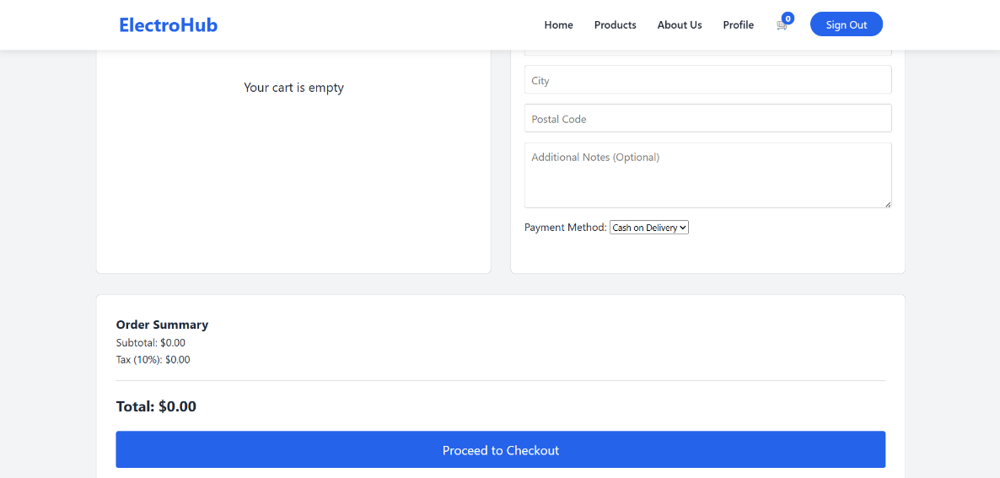 ElectroHub
Home Products About Us Profile 0 Sign Out
Your cart is empty
City
Postal Code
Additional Notes (Optional)
Payment Method: Cash on Delivery
Order Summary
Subtotal: $0.00
Tax (10%): $0.00
Total: $0.00
Proceed to Checkout